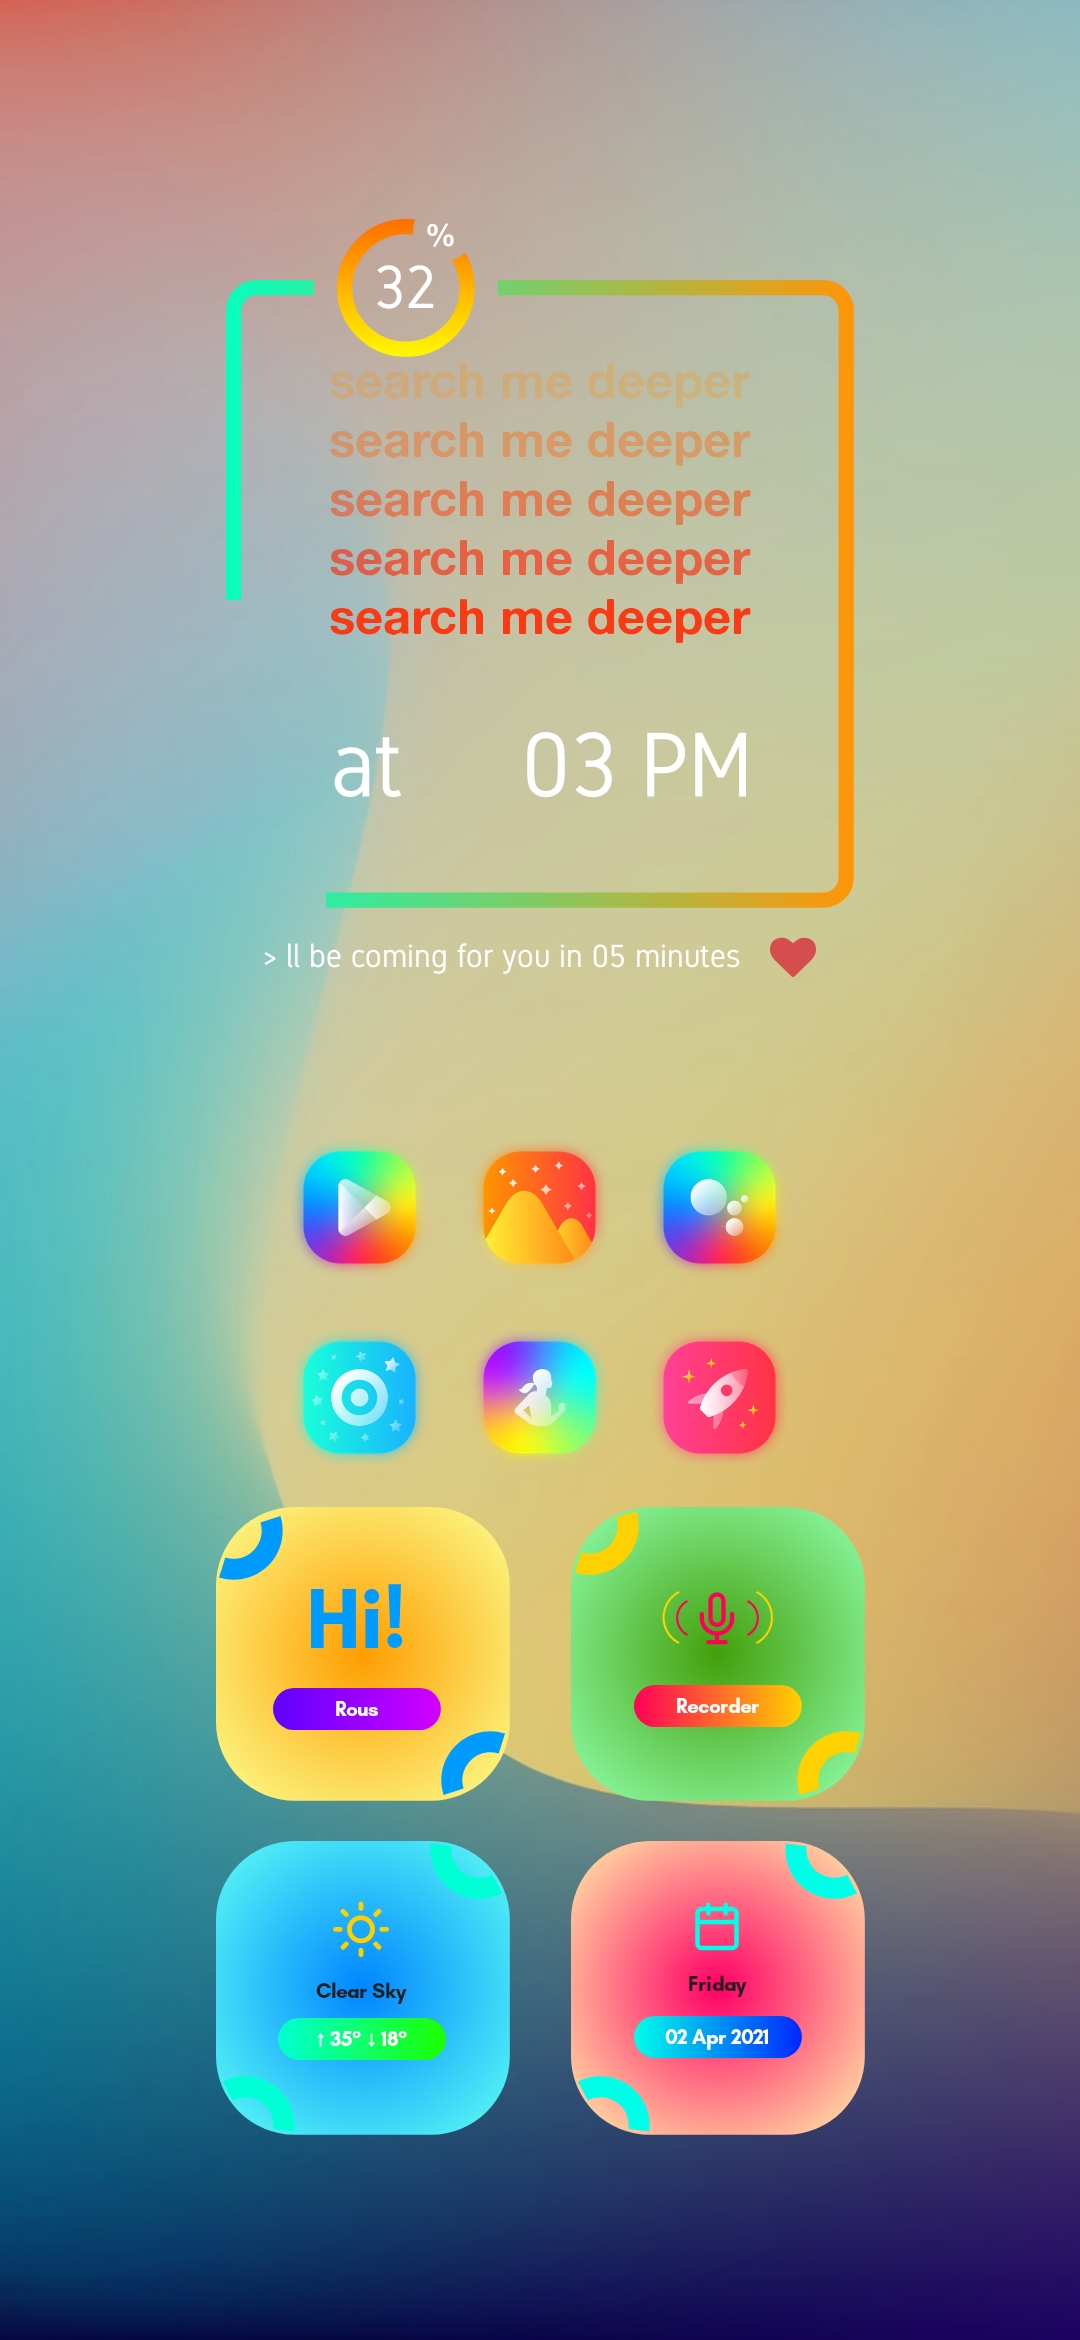 %
32
search me deeper
search me deeper
search me deeper
search me deeper
search me deeper
at 03 PM
> ll be coming for you in 05 minutes
Hi!
Rous
Recorder
Clear Sky
↑ 35° ↓ 18°
Friday
02 Apr 2021